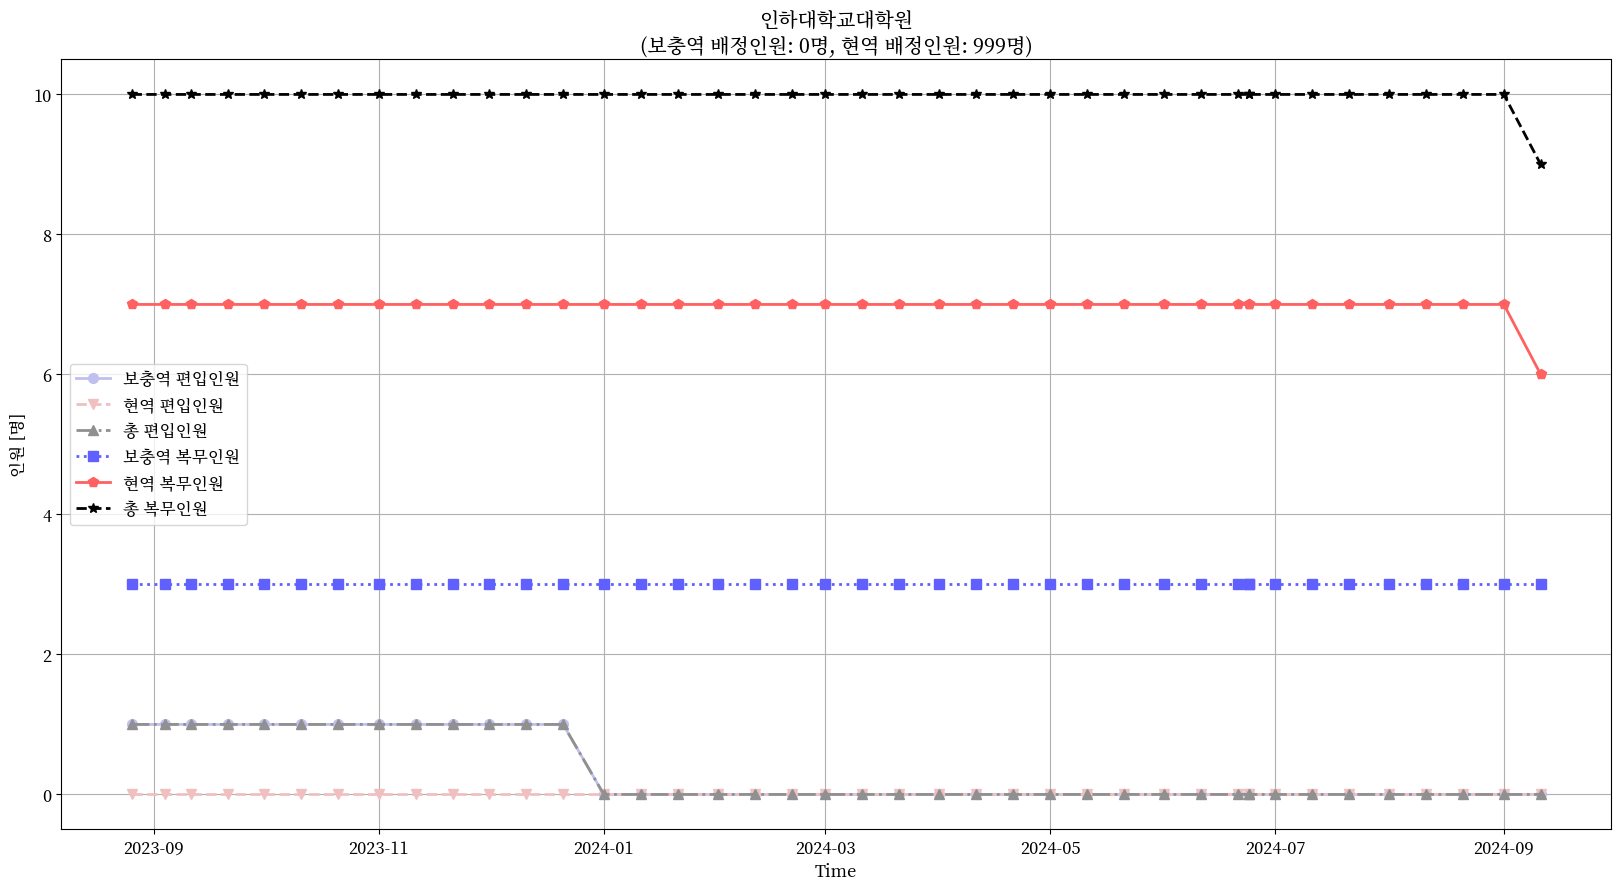 인하대학교대학원
(보충역 배정인원: 0명, 현역 배정인원: 999명)
10
8
6
4
2
0
인원 [명]
보충역 편입인원
현역 편입인원
총 편입인원
보충역 복무인원
현역 복무인원
총 복무인원
2023-09
2023-11
2024-01
2024-03
2024-05
2024-07
2024-09
Time